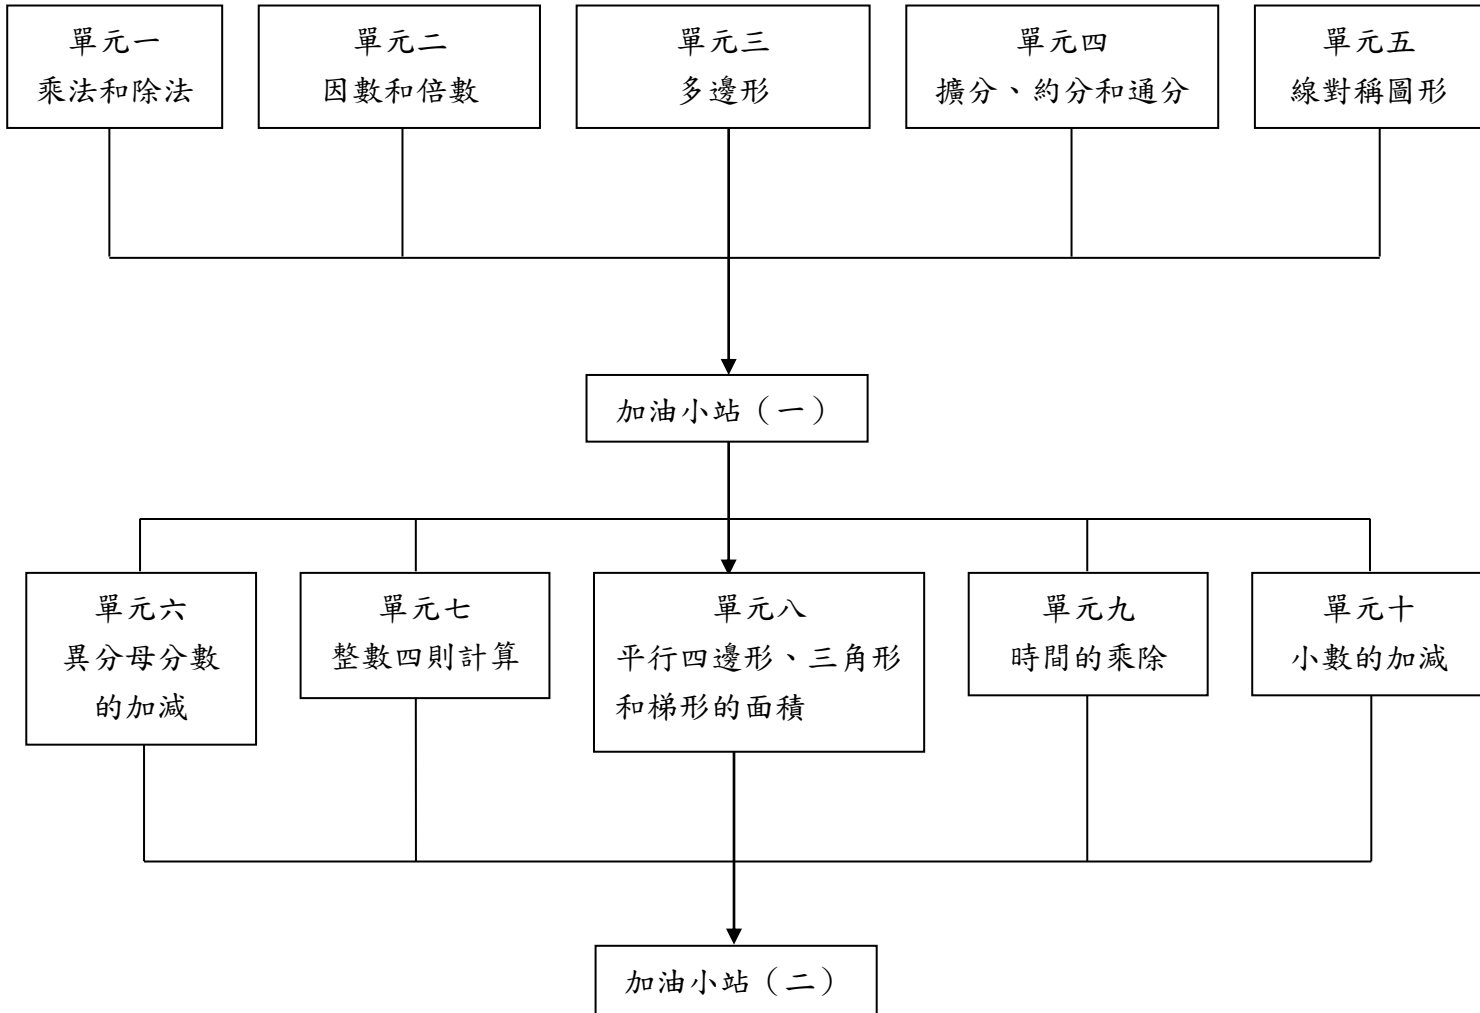 單元一
乘法和除法
單元二
因數和倍數
單元三
多邊形
單元四
擴分、約分和通分
單元五
線對稱圖形
加油小站（一）
單元六
異分母分數
的加減
單元七
整數四則計算
單元八
平行四邊形、三角形
和梯形的面積
單元九
時間的乘除
單元十
小數的加減
加油小站（二）